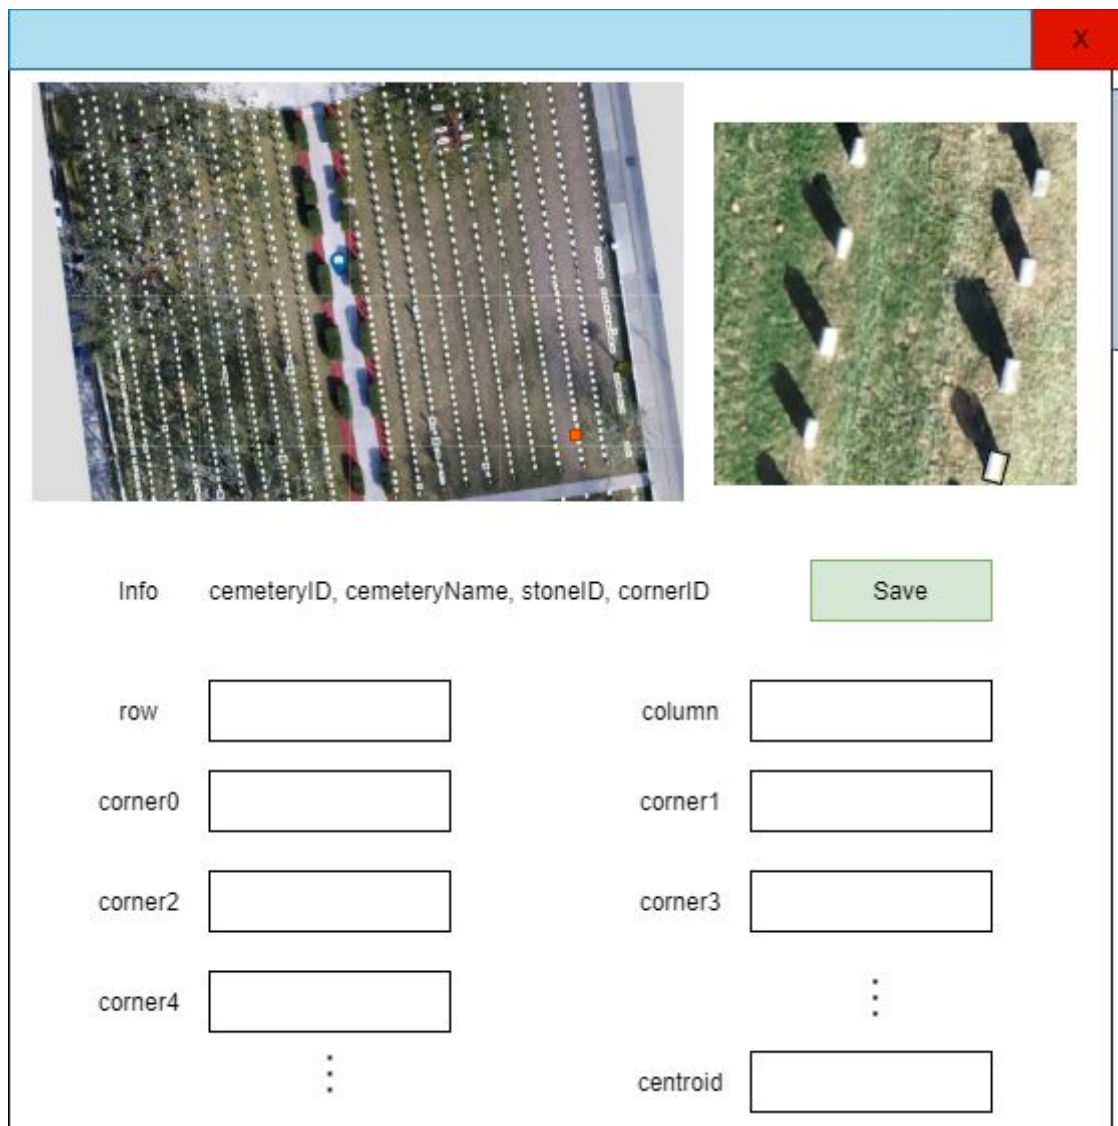 X
Info cemeteryID, cemeteryName, stoneID, cornerID Save
row column
corner0 corner1
corner2 corner3
corner4
centroid